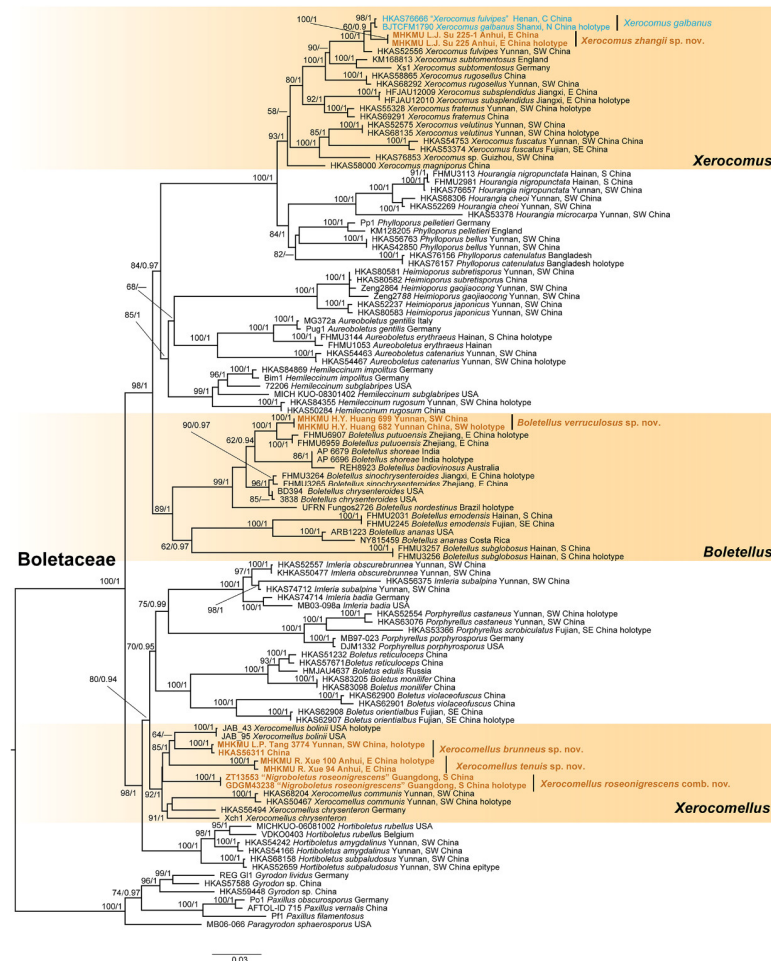 HKAS76666 "Xerocomus fulvipes" Henan, C China
BJTCFM1790 Xerocomus galbanus Shanxi, N China holotype
Xerocomus galbanus
MHKMU L.J. Su 225-1 Anhui, E China
MHKMU L.J. Su 225 Anhui, E China holotype
Xerocomus zhangii sp. nov.
HKAS52556 Xerocomus fulvipes Yunnan, SW China
KM168813 Xerocomus subtomentosus England
Xs1 Xerocomus subtomentosus Germany
HKAS58865 Xerocomus rugosellus China
HKAS68292 Xerocomus rugosellus Yunnan, SW China
HFJAU12009 Xerocomus subsplendidus Jiangxi, E China
HFJAU12010 Xerocomus subsplendidus Jiangxi, E China holotype
HKAS55328 Xerocomus fraternus Yunnan, SW China holotype
HKAS69291 Xerocomus fraternus China
HKAS52575 Xerocomus velutinus Yunnan, SW China
HKAS68135 Xerocomus velutinus Yunnan, SW China holotype
HKAS54753 Xerocomus fuscatus Yunnan, SW China China
HKAS53374 Xerocomus fuscatus Fujian, SE China
HKAS76853 Xerocomus sp. Guizhou, SW China
HKAS58000 Xerocomus magniporus China
Xerocomus
FHMU3113 Hourangia nigropunctata Hainan, S China
FHMU2981 Hourangia nigropunctata Hainan, S China
HKAS76657 Hourangia nigropunctata Yunnan, SW China
HKAS68306 Hourangia cheoi Yunnan, SW China
HKAS52269 Hourangia cheoi Yunnan, SW China
HKAS53378 Hourangia microcarpa Yunnan, SW China
Pp1 Phylloporus pelletieri Germany
KM128205 Phylloporus pelletieri England
HKAS56763 Phylloporus bellus Yunnan, SW China
HKAS42850 Phylloporus bellus Yunnan, SW China
HKAS76156 Phylloporus catenulatus Bangladesh
HKAS76157 Phylloporus catenulatus Bangladesh holotype
HKAS80581 Heimioporus subretisporus Yunnan, SW China
HKAS80582 Heimioporus subretisporus China
Zeng2864 Heimioporus gaojiaocong Yunnan, SW China
Zeng2788 Heimioporus gaojiaocong Yunnan, SW China
HKAS52237 Heimioporus japonicus Yunnan, SW China
HKAS80583 Heimioporus japonicus Yunnan, SW China
MG372a Aureoboletus gentilis Italy
Pug1 Aureoboletus gentilis Germany
FHMU3144 Aureoboletus erythraeus Hainan, S China holotype
FHMU1053 Aureoboletus erythraeus Hainan
HKAS54463 Aureoboletus catenarius Yunnan, SW China
HKAS54467 Aureoboletus catenarius Yunnan, SW China holotype
HKAS84869 Hemileccinum impolitus Germany
Bim1 Hemileccinum impolitus Germany
72206 Hemileccinum subglabripes USA
MICH KUO-08301402 Hemileccinum subglabripes USA
HKAS84355 Hemileccinum rugosum Yunnan, SW China holotype
HKAS50284 Hemileccinum rugosum China
MHKMU H.Y. Huang 699 Yunnan, SW China
MHKMU H.Y. Huang 682 Yunnan China, SW holotype
Boletellus verruculosus sp. nov.
FHMU6907 Boletellus putuoensis Zhejiang, E China holotype
FHMU6959 Boletellus putuoensis Zhejiang, E China
AP 6679 Boletellus shoreae India
AP 6696 Boletellus shoreae India holotype
REH8923 Boletellus badiovinosus Australia
FHMU3264 Boletellus sinochrysenteroides Jiangxi, E China holotype
FHMU3265 Boletellus sinochrysenteroides Zhejiang, E China
BD394 Boletellus chrysenteroides USA
3838 Boletellus chrysenteroides USA
UFRN Fungos2726 Boletellus nordestinus Brazil holotype
FHMU2031 Boletellus emodensis Hainan, S China
FHMU2245 Boletellus emodensis Fujian, SE China
ARB1223 Boletellus ananas USA
NY815459 Boletellus ananas Costa Rica
FHMU3257 Boletellus subglobosus Hainan, S China
FHMU3256 Boletellus subglobosus Hainan, S China holotype
Boletellus
Boletaceae
HKAS52557 Imleria obscurebrunnea Yunnan, SW China
KHKAS50477 Imleria obscurebrunnea Yunnan, SW China
HKAS56375 Imleria subalpina Yunnan, SW China
HKAS74712 Imleria subalpina Yunnan, SW China holotype
HKAS74714 Imleria badia Germany
MB03-098a Imleria badia USA
HKAS52554 Porphyrellus castaneus Yunnan, SW China holotype
HKAS63076 Porphyrellus castaneus Yunnan, SW China
HKAS53366 Porphyrellus scrobiculatus Fujian, SE China holotype
MB97-023 Porphyrellus porphyrosporus Germany
DJM1332 Porphyrellus porphyrosporus USA
HKAS51232 Boletus reticuloceps China
HKAS57671 Boletus reticuloceps China
HMJAU4637 Boletus edulis Russia
HKAS83205 Boletus monilifer China
HKAS83098 Boletus monilifer China
HKAS62900 Boletus violaceofuscus China
HKAS62901 Boletus violaceofuscus China
HKAS62908 Boletus orientialbus Fujian, SE China
HKAS62907 Boletus orientialbus Fujian, SE China holotype
JAB_43 Xerocomellus bolinii USA holotype
JAB_95 Xerocomellus bolinii USA
MHKMU L.P. Tang 3774 Yunnan, SW China, holotype
HKAS56311 China
Xerocomellus brunneus sp. nov.
MHKMU R. Xue 100 Anhui, E China holotype
MHKMU R. Xue 94 Anhui, E China
Xerocomellus tenuis sp. nov.
ZT13553 "Nigroboletus roseonigrescens" Guangdong, S China
GDGM43238 "Nigroboletus roseonigrescens" Guangdong, S China holotype
Xerocomellus roseonigrescens comb. nov.
HKAS68204 Xerocomellus communis Yunnan, SW China
HKAS50467 Xerocomellus communis Yunnan, SW China holotype
HKAS56494 Xerocomellus chrysenteron Germany
Xch1 Xerocomellus chrysenteron
Xerocomellus
MICHKUO-06081002 Hortiboletus rubellus USA
VDKO0403 Hortiboletus rubellus Belgium
HKAS54242 Hortiboletus amygdalinus Yunnan, SW China
HKAS54166 Hortiboletus amygdalinus Yunnan, SW China
HKAS68158 Hortiboletus subpaludosus Yunnan, SW China
HKAS52659 Hortiboletus subpaludosus Yunnan, SW China epitype
REG Gl1 Gyrodon lividus Germany
HKAS57588 Gyrodon sp. China
HKAS59448 Gyrodon sp. China
Po1 Paxillus obscurosporus Germany
AFTOL-ID 715 Paxillus vernalis China
Pf1 Paxillus filamentosus
MB06-066 Paragyrodon sphaerosporus USA
0.03